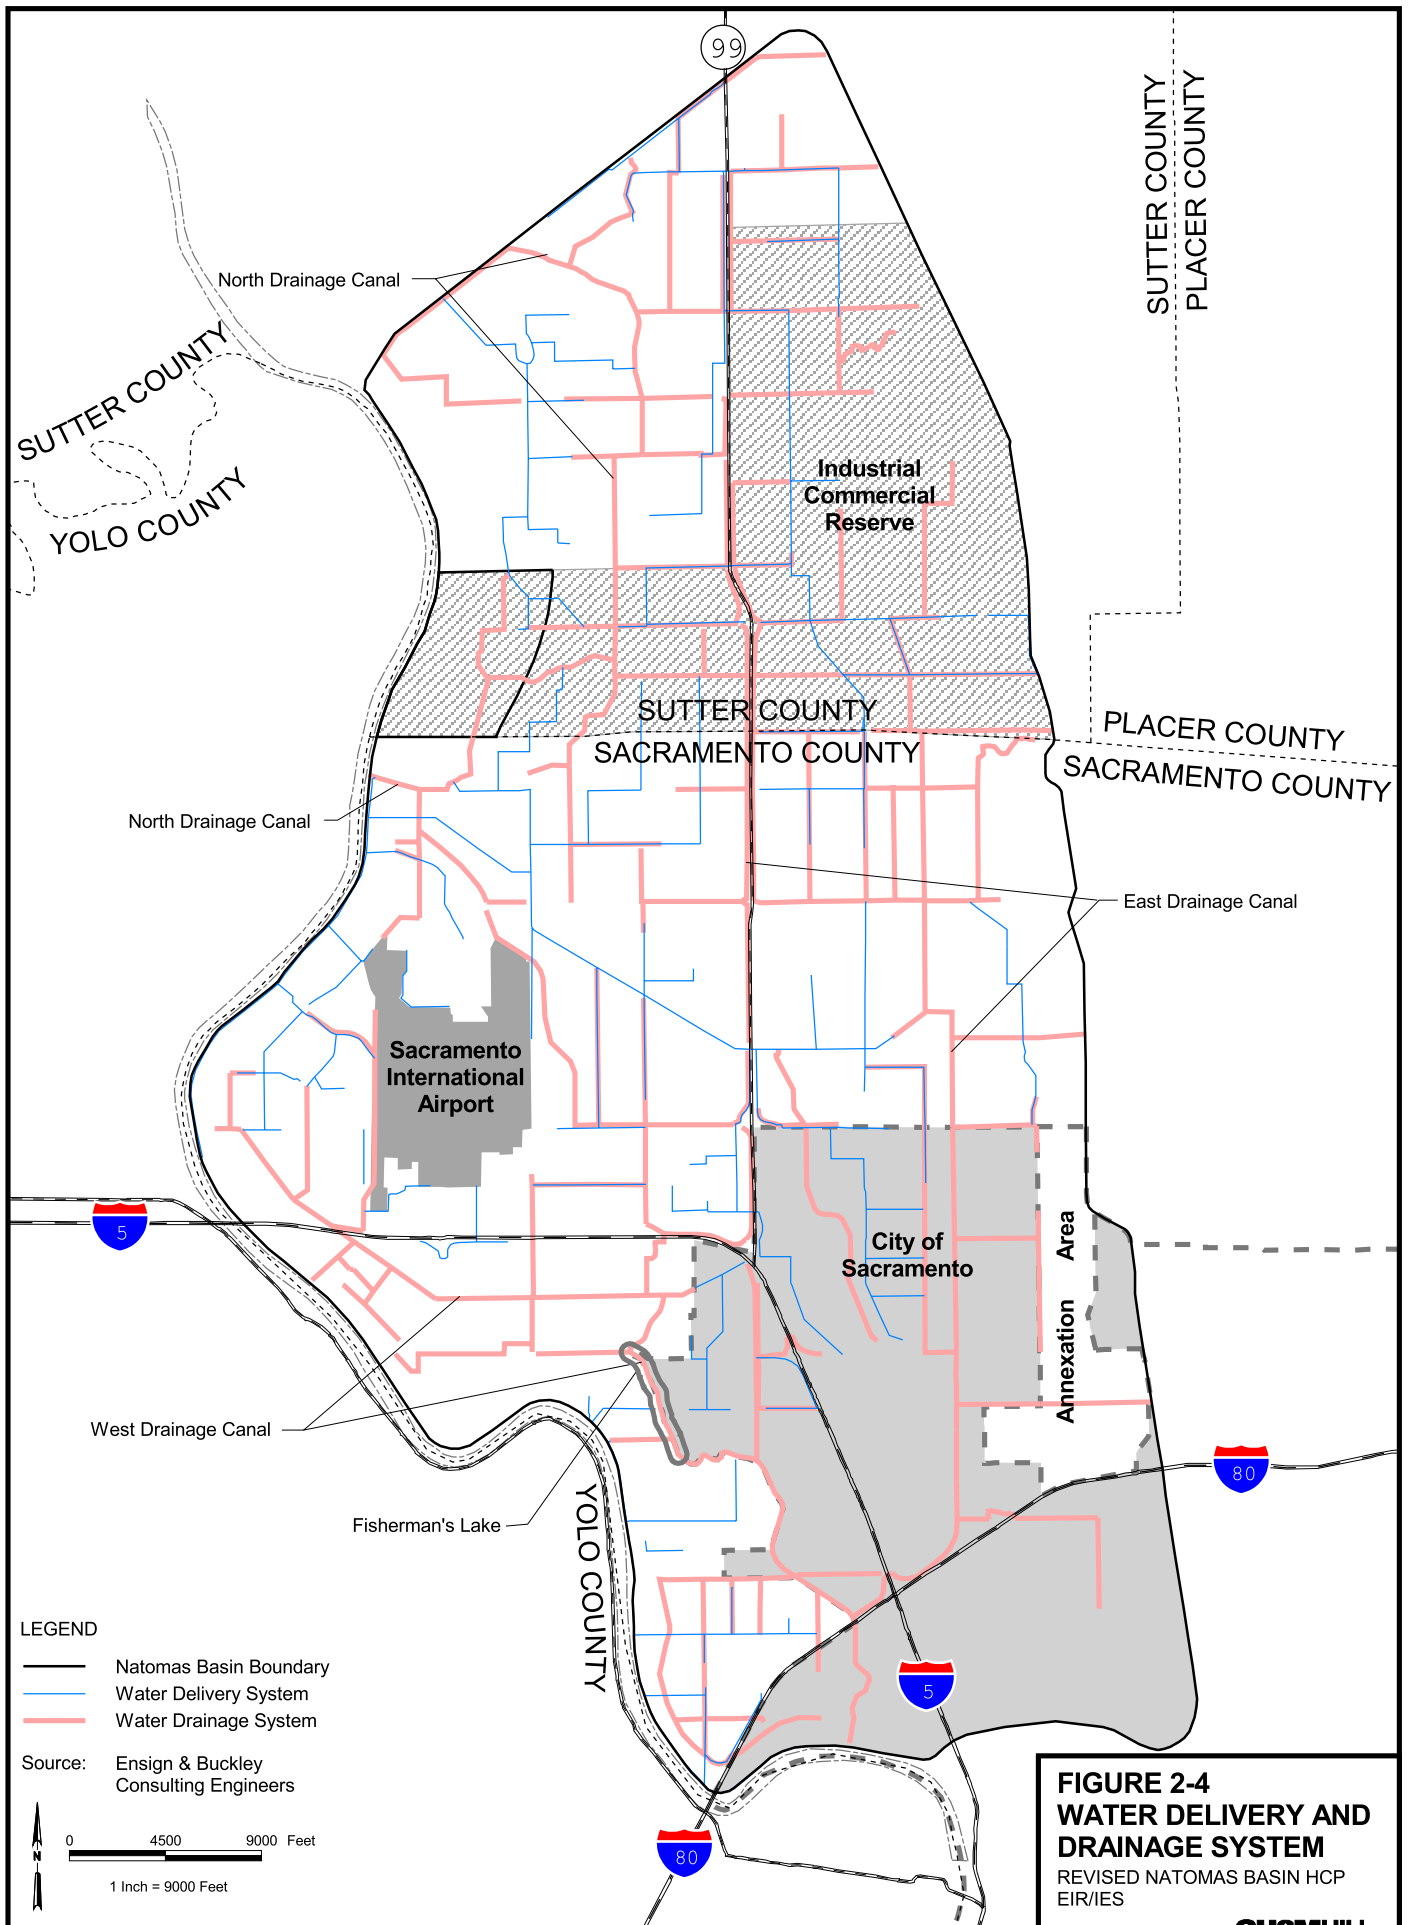 99
SUTTER COUNTY
PLACER COUNTY
North Drainage Canal
SUTTER COUNTY
YOLO COUNTY
Industrial
Commercial
Reserve
SUTTER COUNTY
SACRAMENTO COUNTY
PLACER COUNTY
SACRAMENTO COUNTY
North Drainage Canal
East Drainage Canal
Sacramento
International
Airport
5
City of
Sacramento
Annexation Area
West Drainage Canal
80
Fisherman's Lake
YOLO COUNTY
5
80
LEGEND
Natomas Basin Boundary
Water Delivery System
Water Drainage System
Source: Ensign & Buckley
Consulting Engineers
N
0 4500 9000 Feet
1 Inch = 9000 Feet
FIGURE 2-4
WATER DELIVERY AND
DRAINAGE SYSTEM
REVISED NATOMAS BASIN HCP
EIR/IES